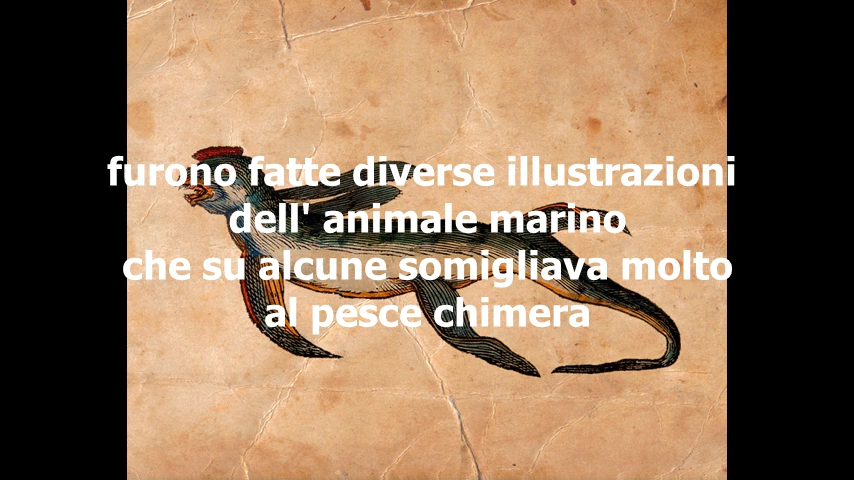 furono fatte diverse illustrazioni
dell' animale marino
che su alcune somigliava molto
al pesce chimera